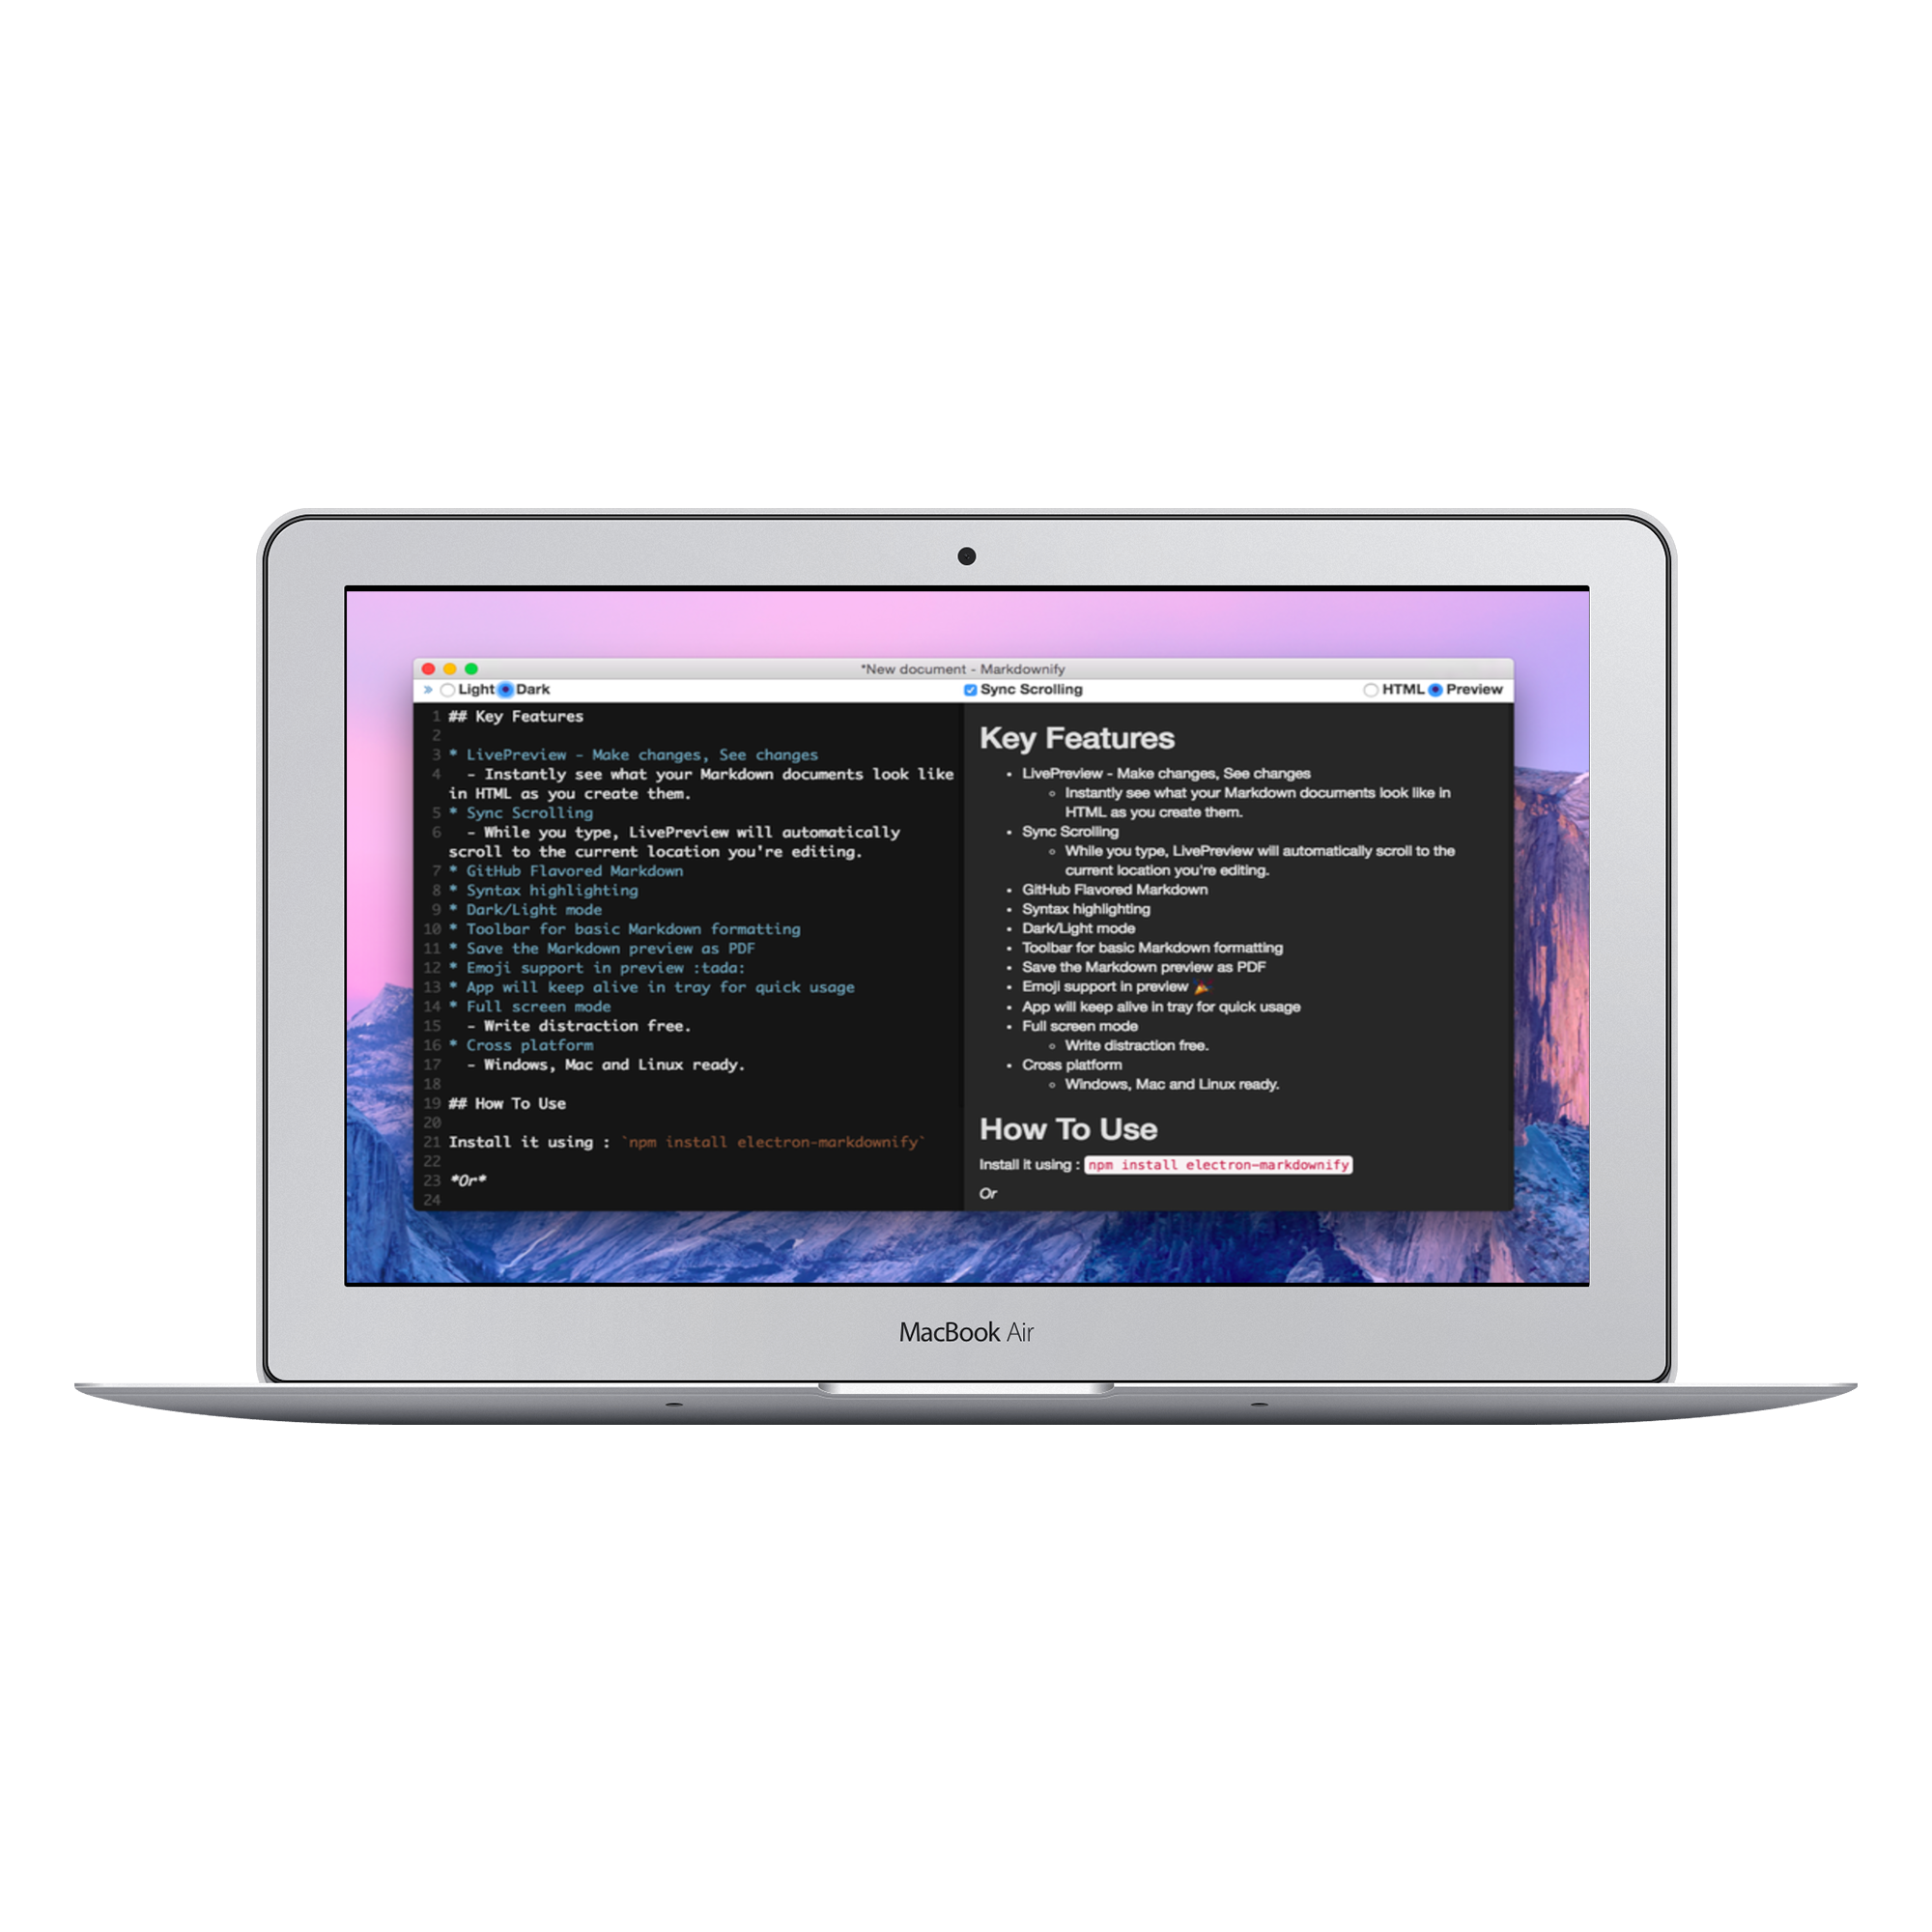 *New document - Markdownify
» Light Dark Sync Scrolling HTML Preview
1 ## Key Features
2
3 * LivePreview - Make changes, See changes
4 - Instantly see what your Markdown documents look like
in HTML as you create them.
5 * Sync Scrolling
6 - While you type, LivePreview will automatically
scroll to the current location you're editing.
7 * GitHub Flavored Markdown
8 * Syntax highlighting
9 * Dark/Light mode
10 * Toolbar for basic Markdown formatting
11 * Save the Markdown preview as PDF
12 * Emoji support in preview :tada:
13 * App will keep alive in tray for quick usage
14 * Full screen mode
15 - Write distraction free.
16 * Cross platform
17 - Windows, Mac and Linux ready.
18
19 ## How To Use
20
21 Install it using : `npm install electron-markdownify`
22
23 *Or*
24
Key Features
• LivePreview - Make changes, See changes
◦ Instantly see what your Markdown documents look like in
HTML as you create them.
• Sync Scrolling
◦ While you type, LivePreview will automatically scroll to the
current location you're editing.
• GitHub Flavored Markdown
• Syntax highlighting
• Dark/Light mode
• Toolbar for basic Markdown formatting
• Save the Markdown preview as PDF
• Emoji support in preview 🎉
• App will keep alive in tray for quick usage
• Full screen mode
◦ Write distraction free.
• Cross platform
◦ Windows, Mac and Linux ready.
How To Use
Install it using : npm install electron-markdownify
Or
MacBook Air